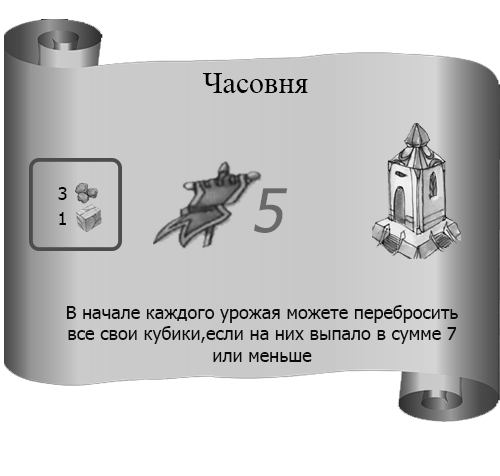 Часовня
3
1
5
В начале каждого урожая можете перебросить
все свои кубики,если на них выпало в сумме 7
или меньше